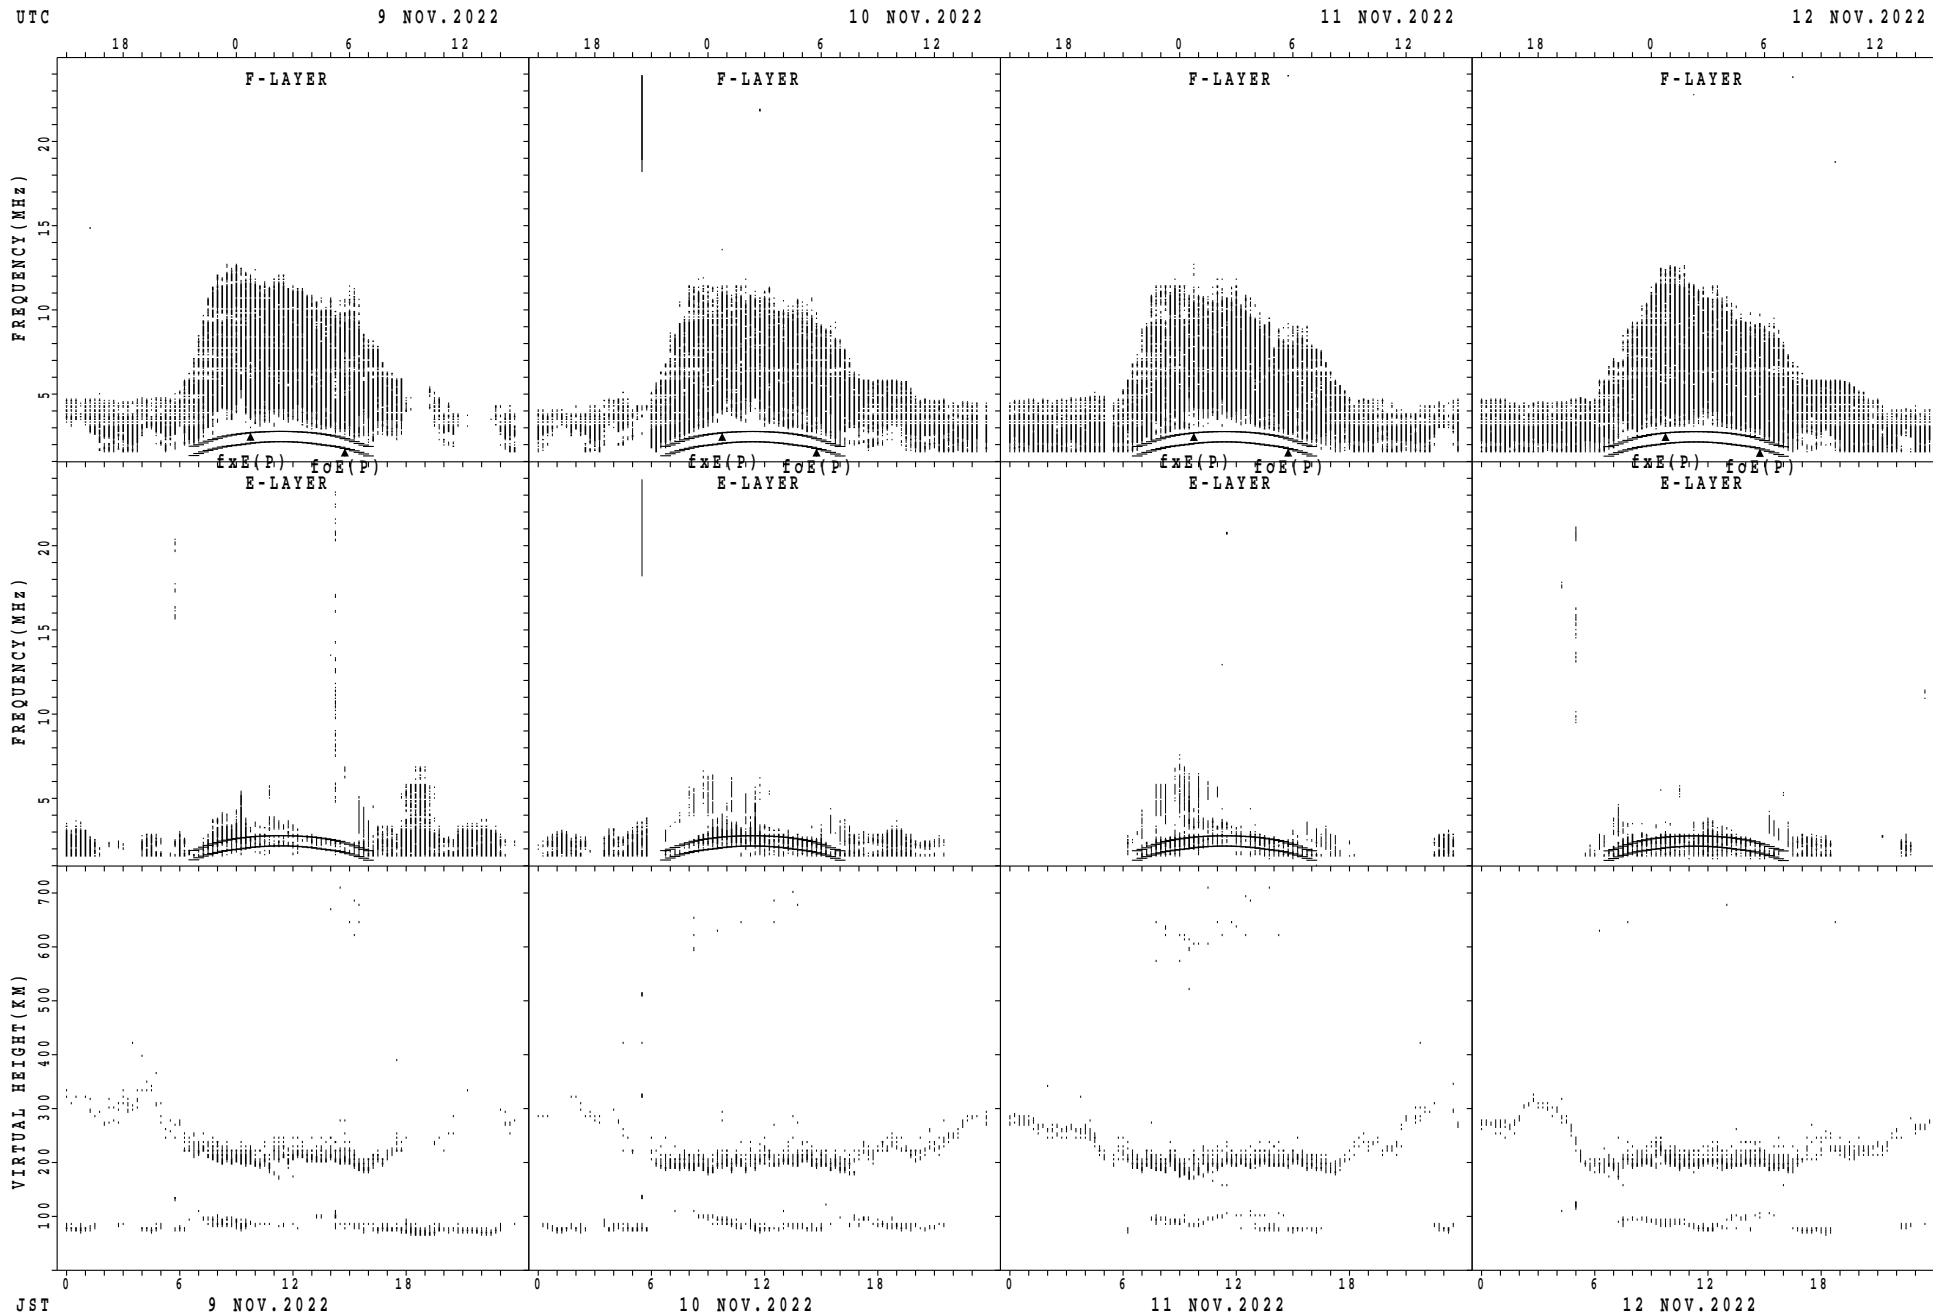 UTC 9 NOV.2022 10 NOV.2022 11 NOV.2022 12 NOV.2022
18 0 6 12 18 0 6 12 18 0 6 12 18 0 6 12
F-LAYER F-LAYER F-LAYER F-LAYER
FREQUENCY(MHz)
20
15
10
5
fxE(P) foE(P) fxE(P) foE(P) fxE(P) foE(P) fxE(P) foE(P)
E-LAYER E-LAYER E-LAYER E-LAYER
FREQUENCY(MHz)
20
15
10
5
VIRTUAL HEIGHT(KM)
700
600
500
400
300
200
100
0 6 12 18 0 6 12 18 0 6 12 18 0 6 12 18
JST 9 NOV.2022 10 NOV.2022 11 NOV.2022 12 NOV.2022